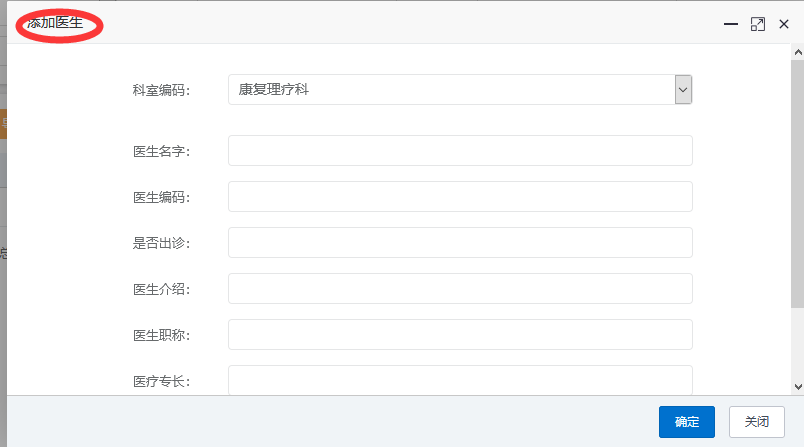 添加医生
科室编码：
康复理疗科
医生名字：
医生编码：
是否出诊：
医生介绍：
医生职称：
医疗专长：
确定
关闭